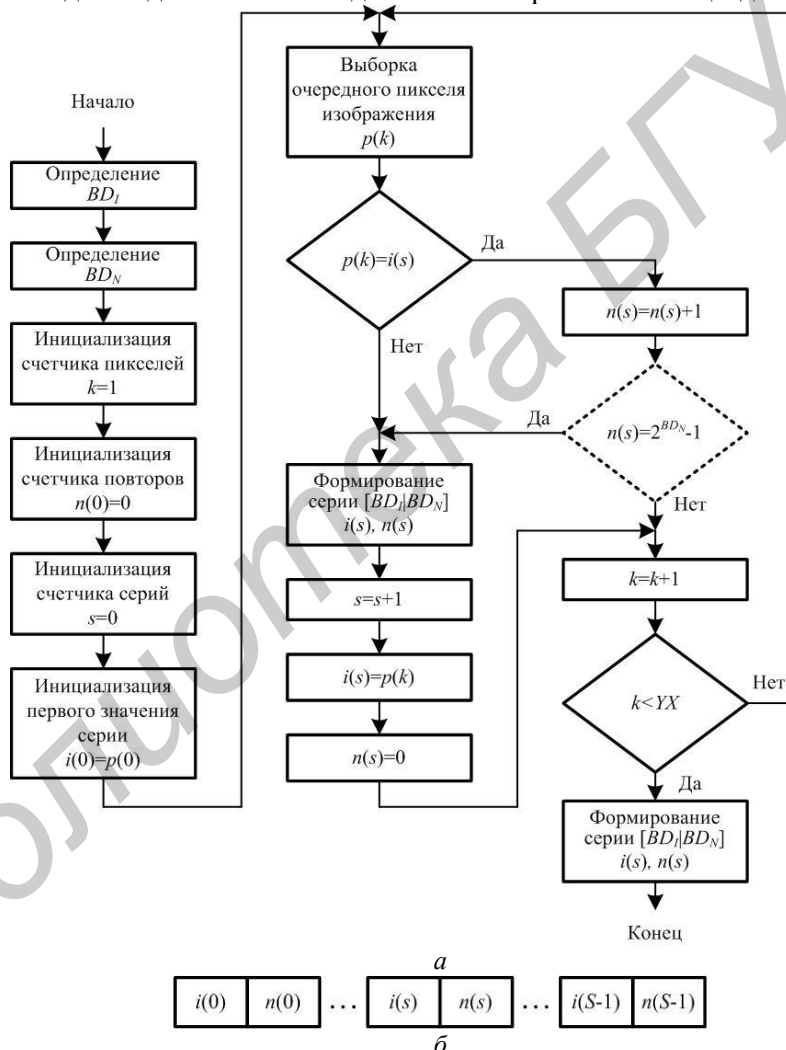 Начало
Определение
BD_I
Определение
BD_N
Инициализация
счетчика пикселей
k=1
Инициализация
счетчика повторов
n(0)=0
Инициализация
счетчика серий
s=0
Инициализация
первого значения
серии
i(0)=p(0)
Выборка
очередного пикселя
изображения
p(k)
p(k)=i(s)
Да
Нет
n(s)=n(s)+1
n(s)=2^{BD_N}-1
Да
Нет
Формирование
серии [BD_I|BD_N]
i(s), n(s)
s=s+1
i(s)=p(k)
n(s)=0
k=k+1
k<YX
Нет
Да
Формирование
серии [BD_I|BD_N]
i(s), n(s)
Конец
а
i(0) n(0) ... i(s) n(s) ... i(S-1) n(S-1)
б